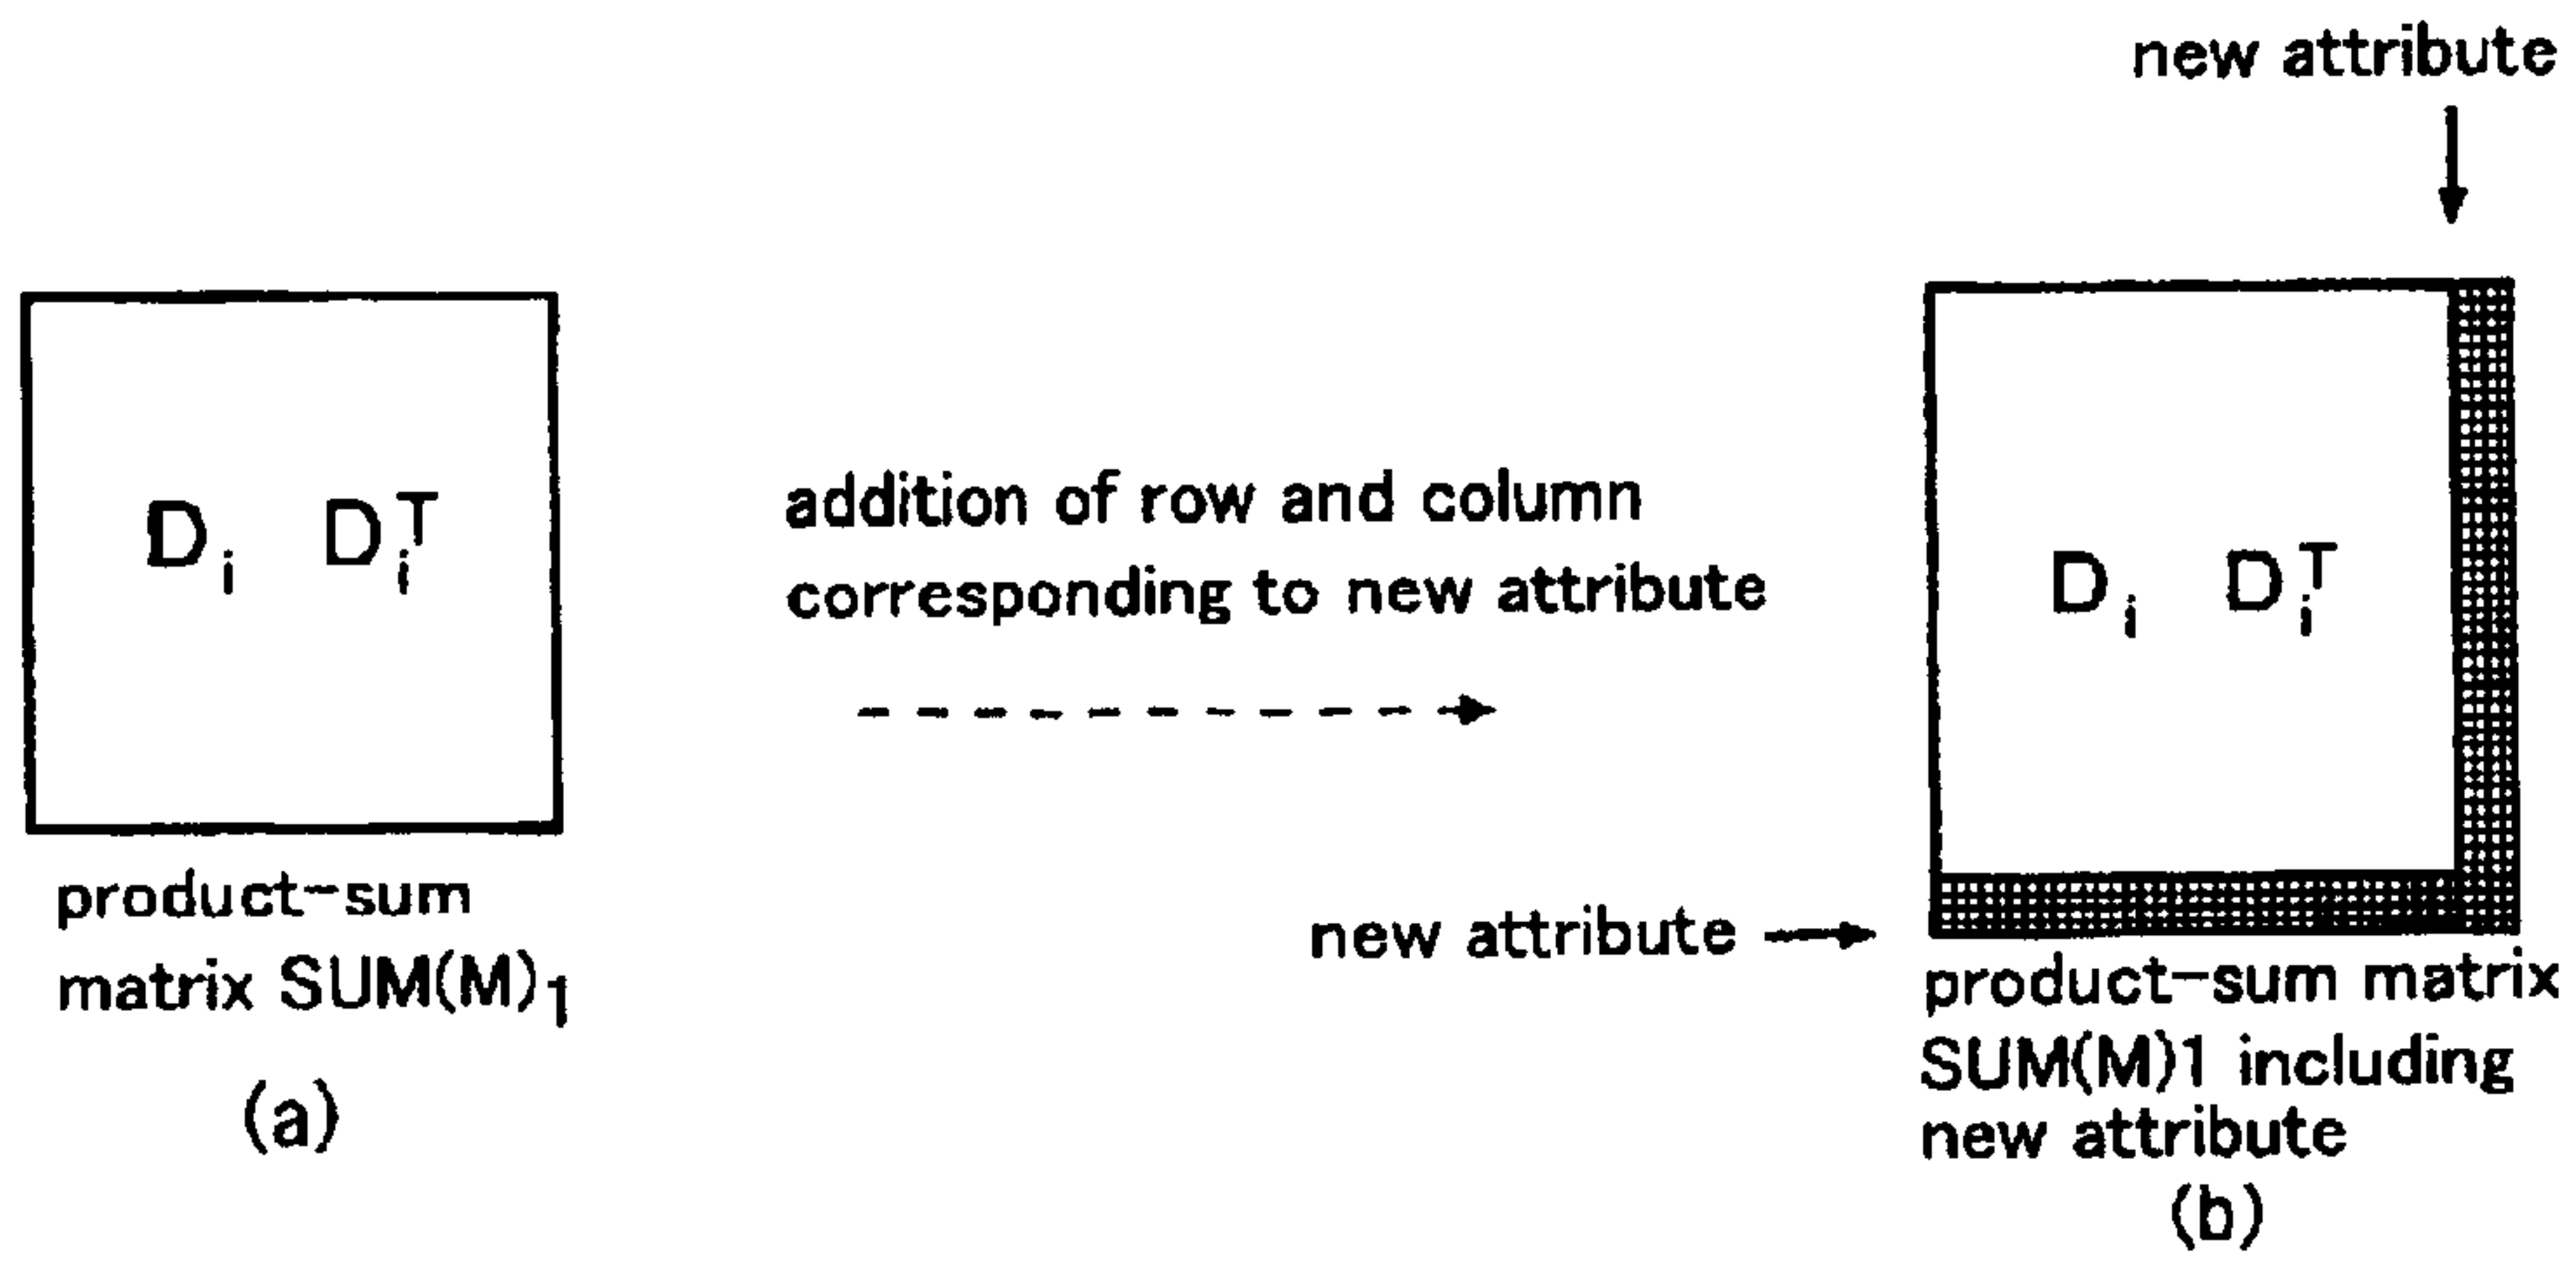 new attribute
D_i D_i^T
addition of row and column
corresponding to new attribute
D_i D_i^T
new attribute
product-sum
matrix SUM(M)_1
(a)
product-sum matrix
SUM(M)1 including
new attribute
(b)